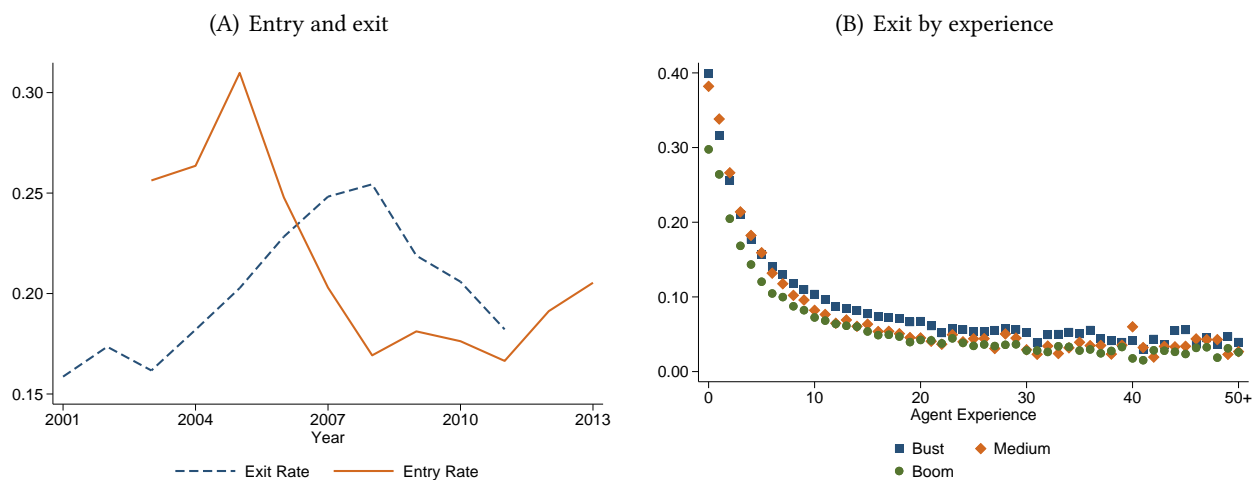 (A) Entry and exit
0.30
0.25
0.20
0.15
2001 2004 2007 2010 2013
Year
Exit Rate Entry Rate
(B) Exit by experience
0.40
0.30
0.20
0.10
0.00
0 10 20 30 40 50+
Agent Experience
Bust Medium
Boom